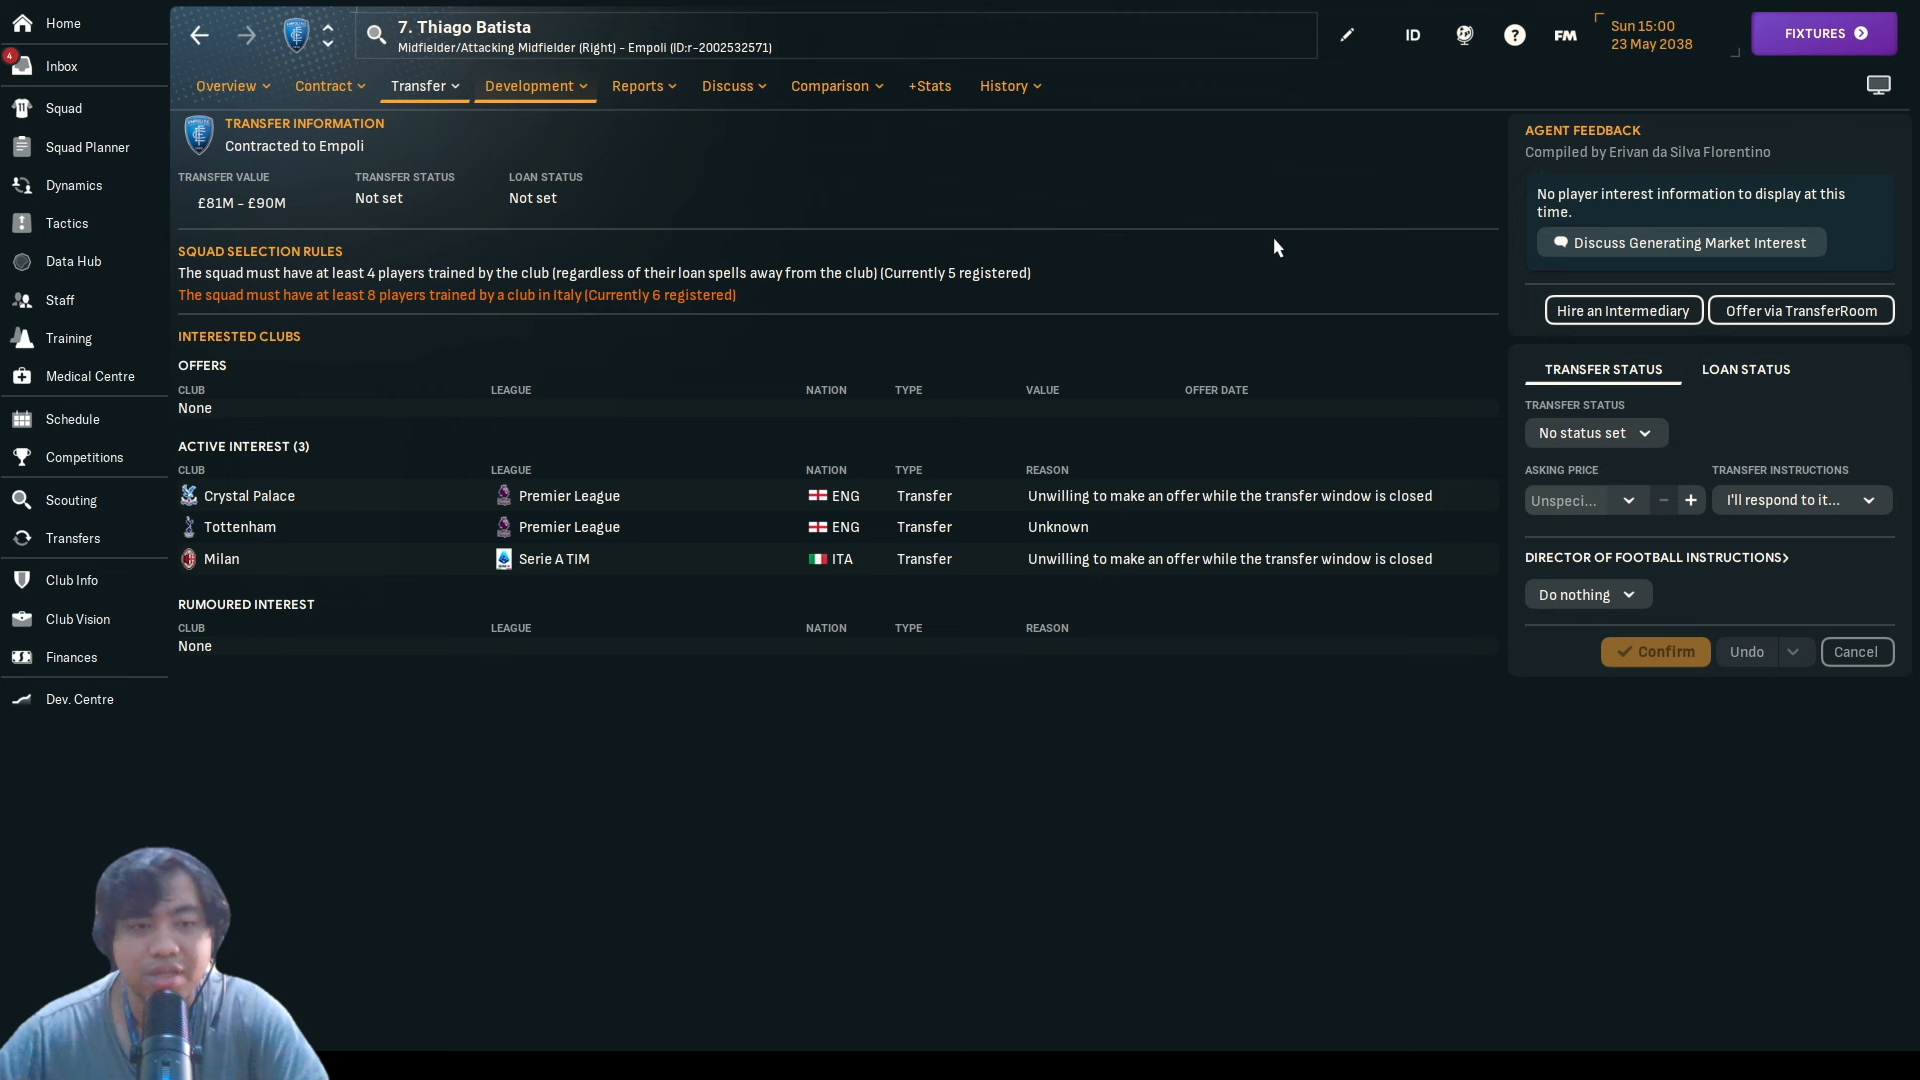 Home
4
Inbox
Squad
Squad Planner
Dynamics
Tactics
Data Hub
Staff
Training
Medical Centre
Schedule
Competitions
Scouting
Transfers
Club Info
Club Vision
Finances
Dev. Centre
7. Thiago Batista
Midfielder/Attacking Midfielder (Right) - Empoli (ID:r-2002532571)
ID
?
FM
Sun 15:00
23 May 2038
FIXTURES
Overview Contract Transfer Development Reports Discuss Comparison +Stats History
TRANSFER INFORMATION
Contracted to Empoli
TRANSFER VALUE TRANSFER STATUS LOAN STATUS
£81M - £90M Not set Not set
SQUAD SELECTION RULES
The squad must have at least 4 players trained by the club (regardless of their loan spells away from the club) (Currently 5 registered)
The squad must have at least 8 players trained by a club in Italy (Currently 6 registered)
INTERESTED CLUBS
OFFERS
CLUB LEAGUE NATION TYPE VALUE OFFER DATE
None
ACTIVE INTEREST (3)
CLUB LEAGUE NATION TYPE REASON
Crystal Palace Premier League ENG Transfer Unwilling to make an offer while the transfer window is closed
Tottenham Premier League ENG Transfer Unknown
Milan Serie A TIM ITA Transfer Unwilling to make an offer while the transfer window is closed
RUMOURED INTEREST
CLUB LEAGUE NATION TYPE REASON
None
AGENT FEEDBACK
Compiled by Erivan da Silva Florentino
No player interest information to display at this
time.
Discuss Generating Market Interest
Hire an Intermediary Offer via TransferRoom
TRANSFER STATUS LOAN STATUS
TRANSFER STATUS
No status set
ASKING PRICE TRANSFER INSTRUCTIONS
Unspeci... - + I'll respond to it...
DIRECTOR OF FOOTBALL INSTRUCTIONS>
Do nothing
Confirm Undo Cancel